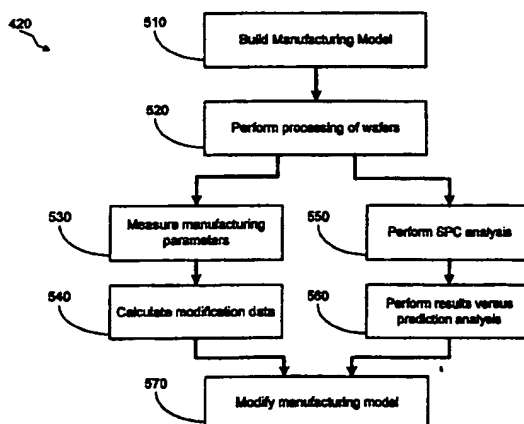 420
510
Build Manufacturing Model
520
Perform processing of wafers
530
Measure manufacturing
parameters
550
Perform SPC analysis
540
Calculate modification data
560
Perform results versus
prediction analysis
570
Modify manufacturing model